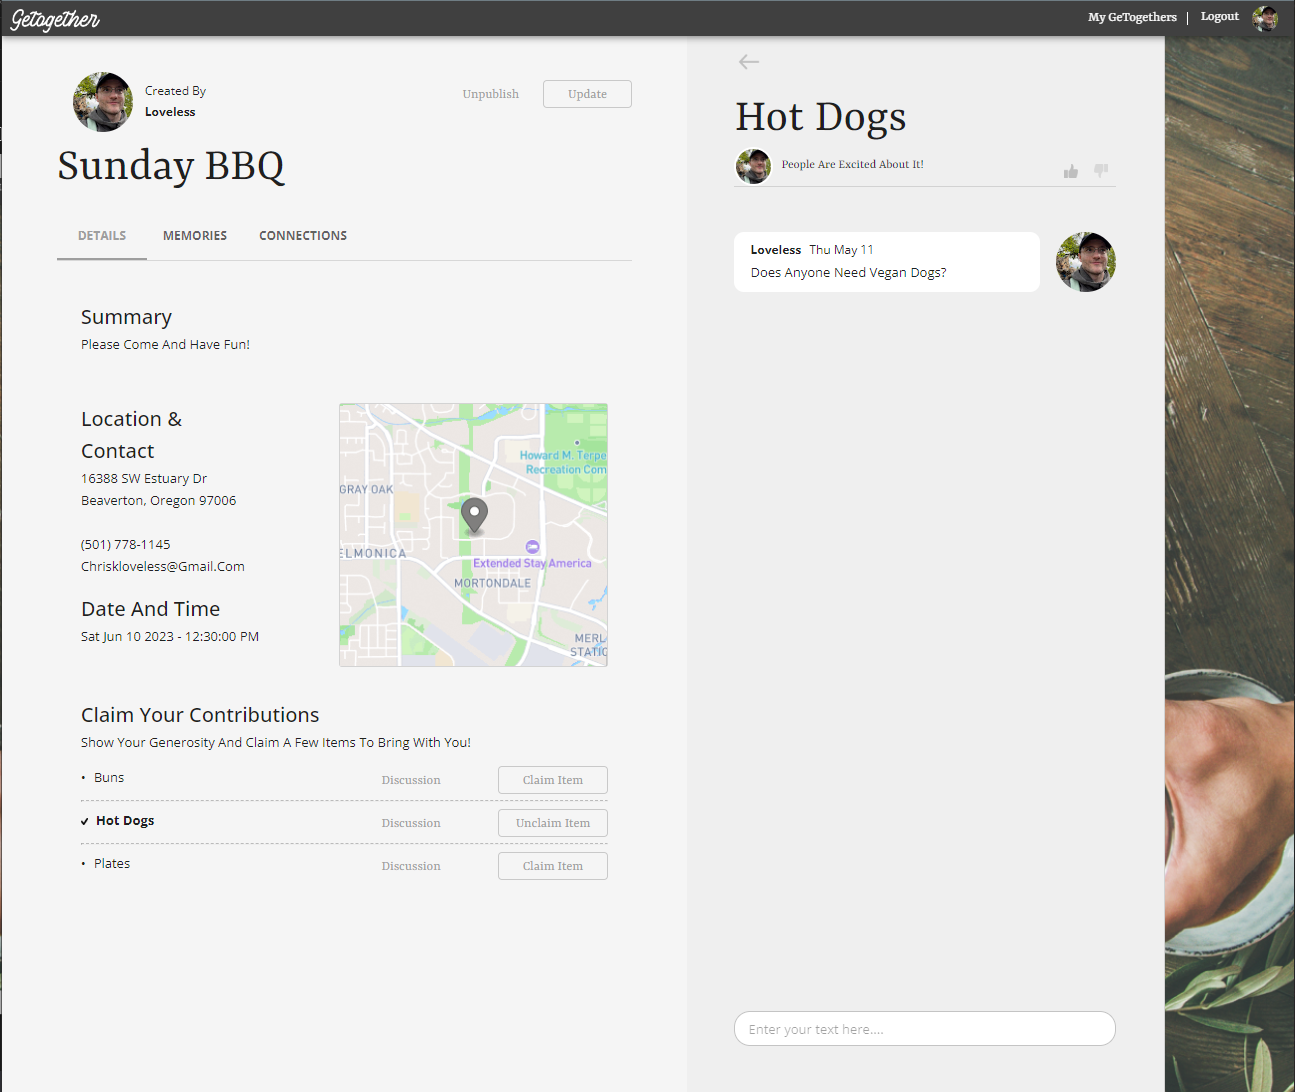 Getogether
My GeTogethers | Logout
Created By
Loveless
Unpublish
Update
Sunday BBQ
DETAILS
MEMORIES
CONNECTIONS
Summary
Please Come And Have Fun!
Location &
Contact
16388 SW Estuary Dr
Beaverton, Oregon 97006
(501) 778-1145
Chriskloveless@Gmail.Com
Date And Time
Sat Jun 10 2023 - 12:30:00 PM
Howard M. Terpe
Recreation Com
GRAY OAK
ELMONICA
Extended Stay America
MORTONDALE
MERL
STATIC
Claim Your Contributions
Show Your Generosity And Claim A Few Items To Bring With You!
• Buns
Discussion
Claim Item
✔ Hot Dogs
Discussion
Unclaim Item
• Plates
Discussion
Claim Item
Hot Dogs
People Are Excited About It!
Loveless Thu May 11
Does Anyone Need Vegan Dogs?
Enter your text here....